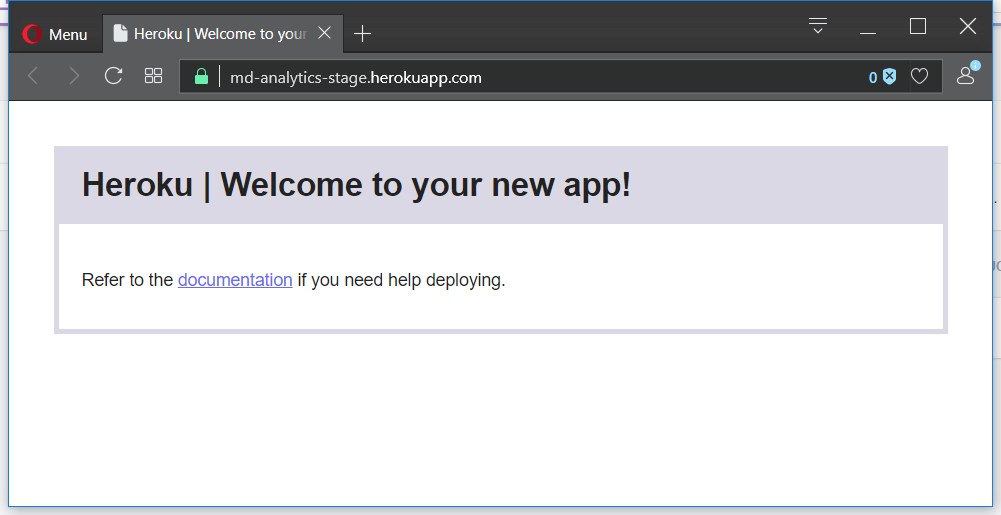 Menu
Heroku | Welcome to your
md-analytics-stage.herokuapp.com
0
Heroku | Welcome to your new app!
Refer to the documentation if you need help deploying.